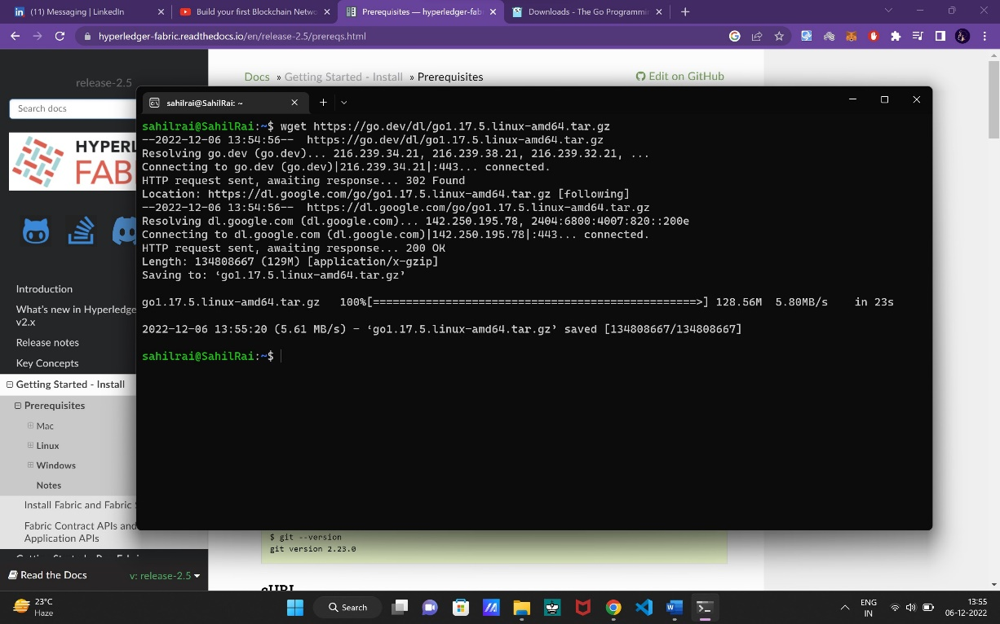 (11) Messaging | LinkedIn
Build your first Blockchain Netwo
Prerequisites — hyperledger-fab
Downloads - The Go Programmin
hyperledger-fabric.readthedocs.io/en/release-2.5/prereqs.html
release-2.5
Docs » Getting Started - Install » Prerequisites
Edit on GitHub
Search docs
HYPERL
FAB
sahilrai@SahilRai: ~
sahilrai@SahilRai:~$ wget https://go.dev/dl/go1.17.5.linux-amd64.tar.gz
--2022-12-06 13:54:56--  https://go.dev/dl/go1.17.5.linux-amd64.tar.gz
Resolving go.dev (go.dev)... 216.239.34.21, 216.239.38.21, 216.239.32.21, ...
Connecting to go.dev (go.dev)|216.239.34.21|:443... connected.
HTTP request sent, awaiting response... 302 Found
Location: https://dl.google.com/go/go1.17.5.linux-amd64.tar.gz [following]
--2022-12-06 13:54:56--  https://dl.google.com/go/go1.17.5.linux-amd64.tar.gz
Resolving dl.google.com (dl.google.com)... 142.250.195.78, 2404:6800:4007:820::200e
Connecting to dl.google.com (dl.google.com)|142.250.195.78|:443... connected.
HTTP request sent, awaiting response... 200 OK
Length: 134808667 (129M) [application/x-gzip]
Saving to: ‘go1.17.5.linux-amd64.tar.gz’
go1.17.5.linux-amd64.tar.gz   100%[=================================================>] 128.56M  5.80MB/s    in 23s
2022-12-06 13:55:20 (5.61 MB/s) - ‘go1.17.5.linux-amd64.tar.gz’ saved [134808667/134808667]
sahilrai@SahilRai:~$
Introduction
What's new in Hyperledge
v2.x
Release notes
Key Concepts
Getting Started - Install
Prerequisites
Mac
Linux
Windows
Notes
Install Fabric and Fabric
Fabric Contract APIs and
Application APIs
$ git --version
git version 2.23.0
cURL
Read the Docs
v: release-2.5
23°C
Haze
Search
ENG
IN
13:55
06-12-2022